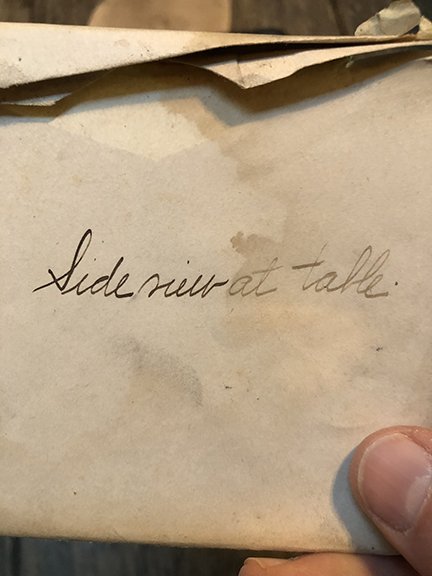 Side view at table.